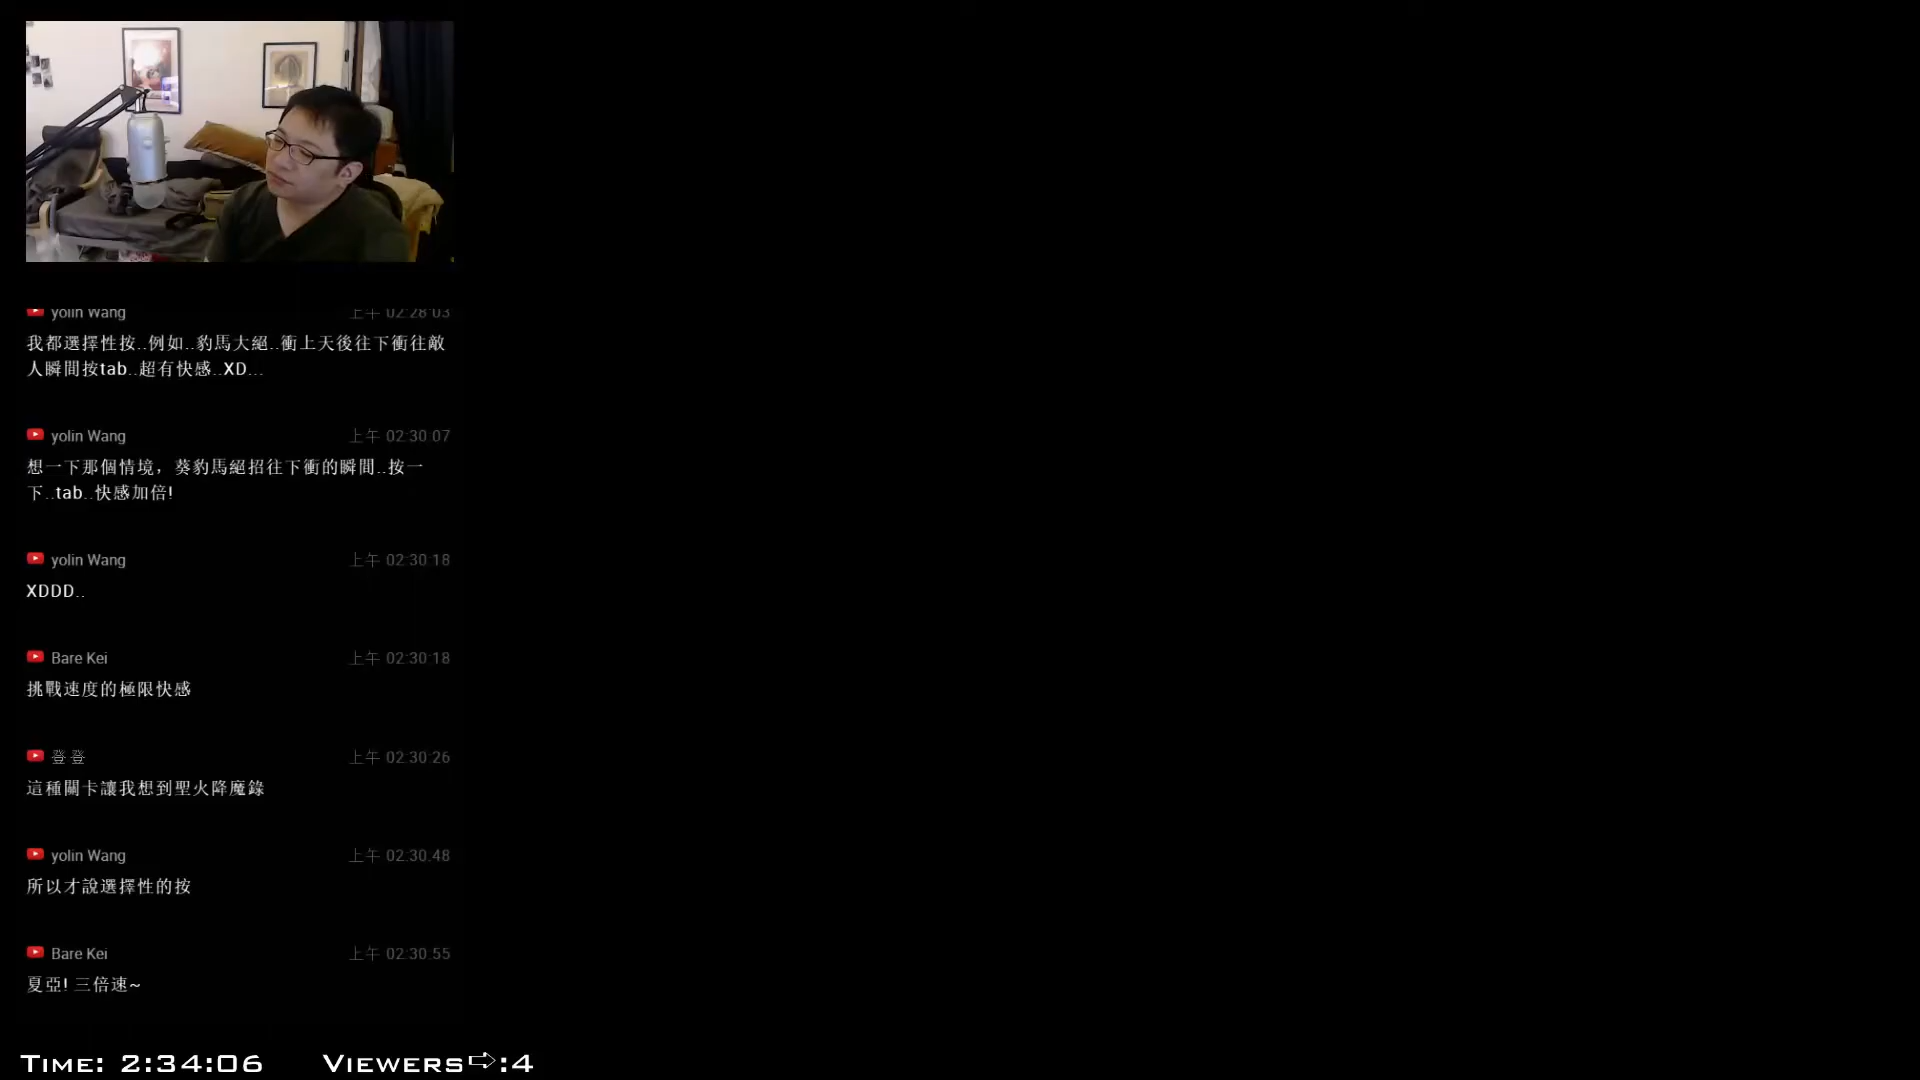 yolin Wang 上午 02:28:03
我都選擇性按..例如..豹馬大絕..衝上天後往下衝往敵
人瞬間按tab..超有快感..XD...
yolin Wang 上午 02:30:07
想一下那個情境，葵豹馬絕招往下衝的瞬間..按一
下..tab..快感加倍!
yolin Wang 上午 02:30:18
XDDD..
Bare Kei 上午 02:30:18
挑戰速度的極限快感
登登 上午 02:30:26
這種關卡讓我想到聖火降魔錄
yolin Wang 上午 02:30:48
所以才說選擇性的按
Bare Kei 上午 02:30:55
夏亞! 三倍速~
Time: 2:34:06 Viewers⇨:4